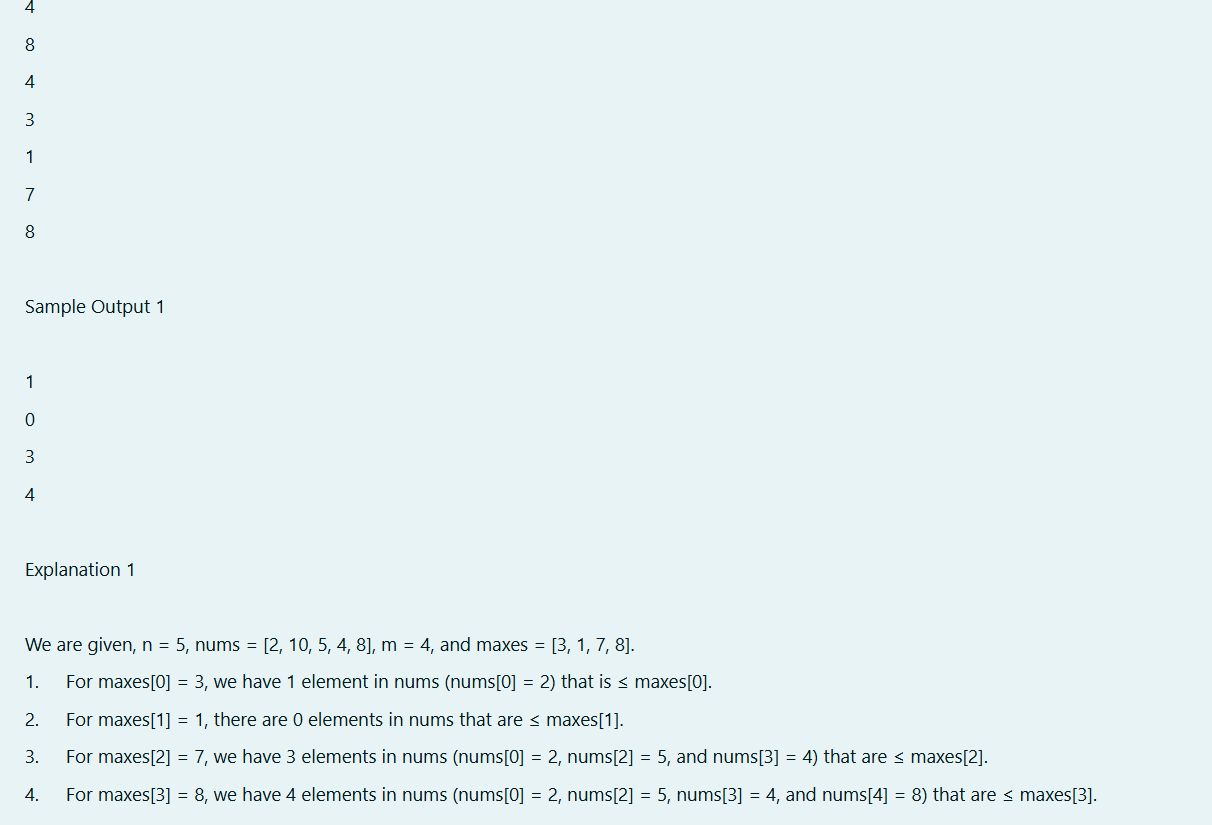 4
8
4
3
1
7
8
Sample Output 1
1
0
3
4
Explanation 1
We are given, n = 5, nums = [2, 10, 5, 4, 8], m = 4, and maxes = [3, 1, 7, 8].
1. For maxes[0] = 3, we have 1 element in nums (nums[0] = 2) that is ≤ maxes[0].
2. For maxes[1] = 1, there are 0 elements in nums that are ≤ maxes[1].
3. For maxes[2] = 7, we have 3 elements in nums (nums[0] = 2, nums[2] = 5, and nums[3] = 4) that are ≤ maxes[2].
4. For maxes[3] = 8, we have 4 elements in nums (nums[0] = 2, nums[2] = 5, nums[3] = 4, and nums[4] = 8) that are ≤ maxes[3].